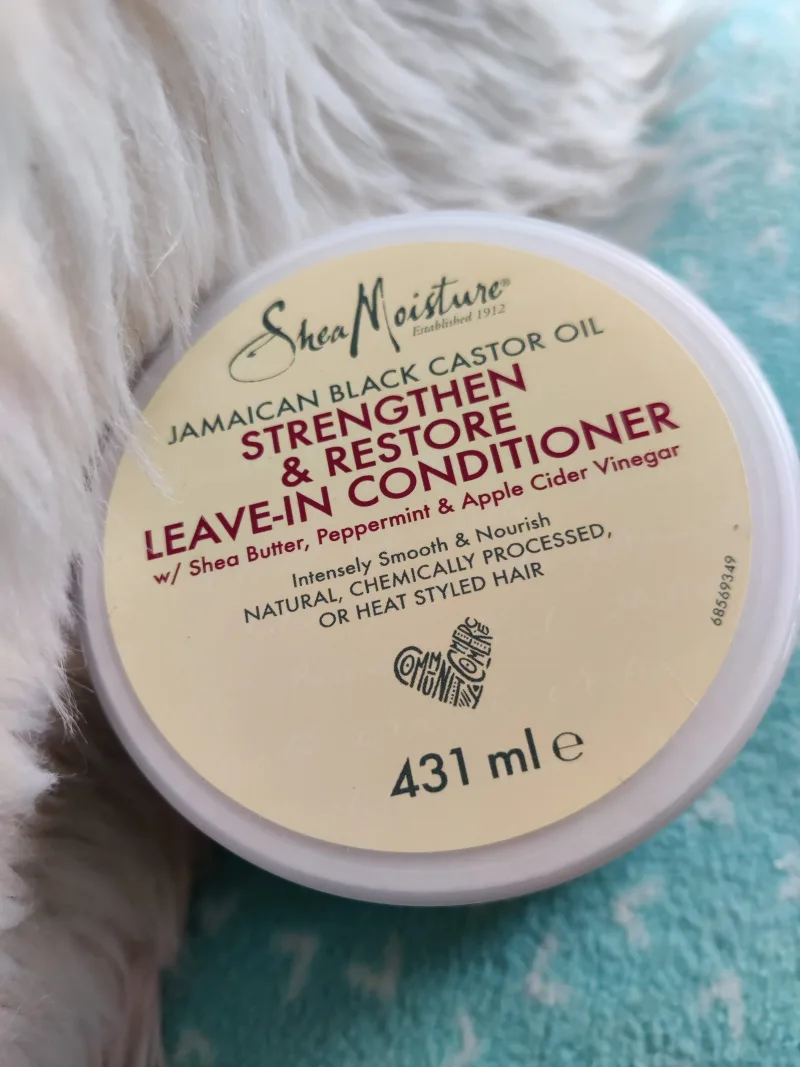 SheaMoisture®
Established 1912
JAMAICAN BLACK CASTOR OIL
STRENGTHEN
& RESTORE
LEAVE-IN CONDITIONER
w/ Shea Butter, Peppermint & Apple Cider Vinegar
Intensely Smooth & Nourish
NATURAL, CHEMICALLY PROCESSED,
OR HEAT STYLED HAIR
68569349
COMMUNITY COMMERCE
431 ml e